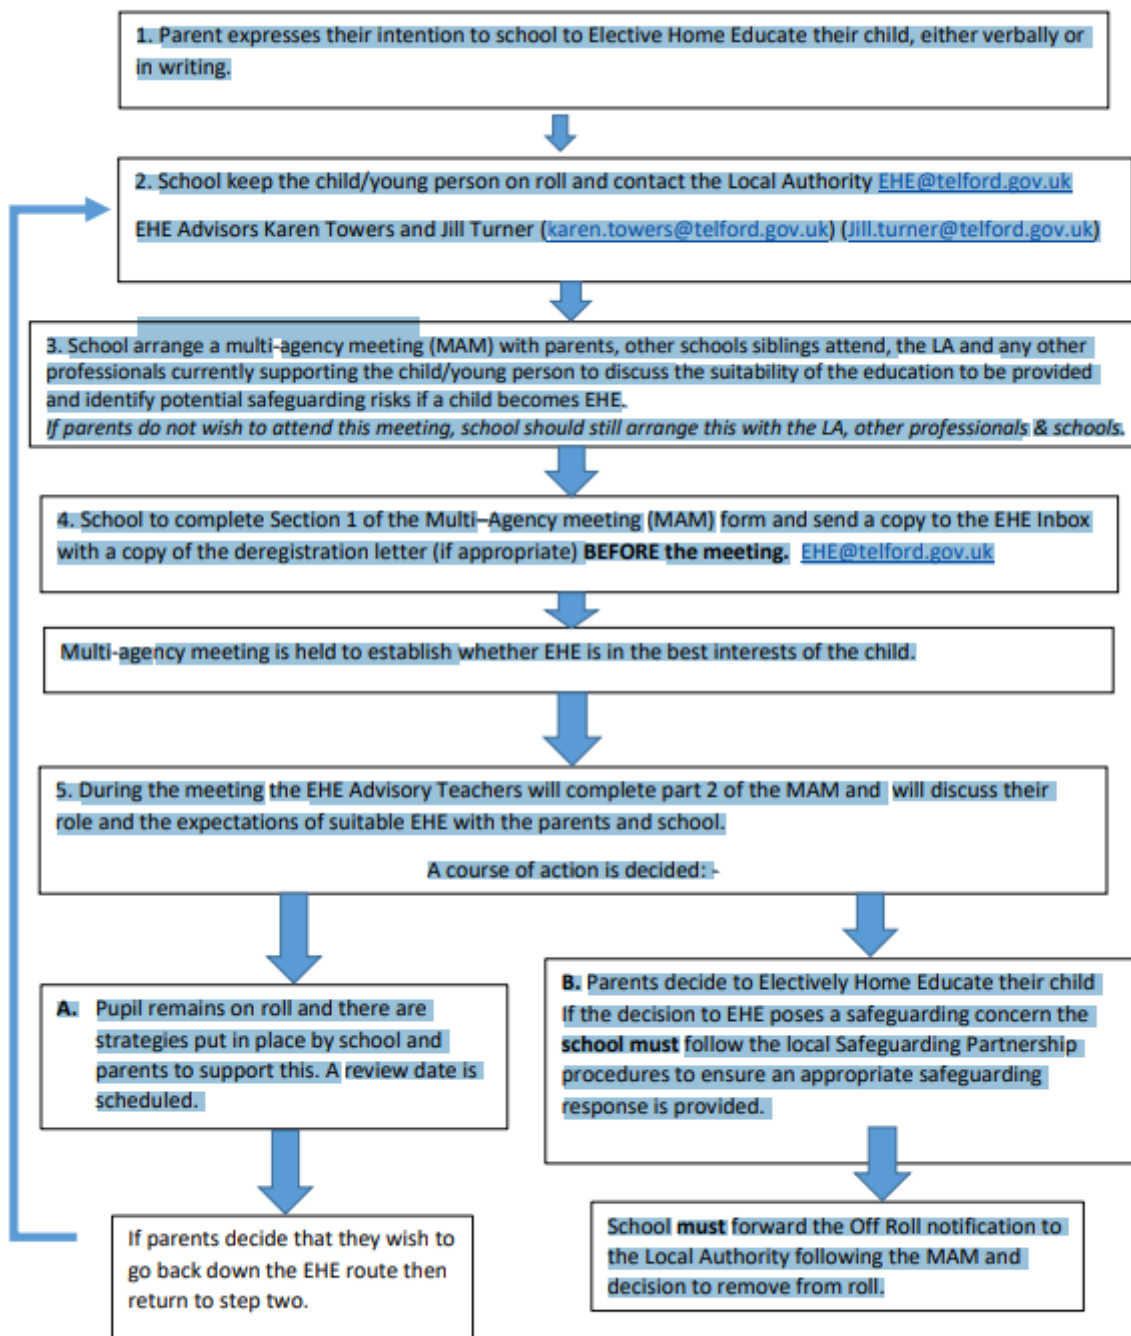 1. Parent expresses their intention to school to Elective Home Educate their child, either verbally or
in writing.
2. School keep the child/young person on roll and contact the Local Authority EHE@telford.gov.uk
EHE Advisors Karen Towers and Jill Turner (karen.towers@telford.gov.uk) (Jill.turner@telford.gov.uk)
3. School arrange a multi-agency meeting (MAM) with parents, other schools siblings attend, the LA and any other
professionals currently supporting the child/young person to discuss the suitability of the education to be provided
and identify potential safeguarding risks if a child becomes EHE.
If parents do not wish to attend this meeting, school should still arrange this with the LA, other professionals & schools.
4. School to complete Section 1 of the Multi–Agency meeting (MAM) form and send a copy to the EHE Inbox
with a copy of the deregistration letter (if appropriate) BEFORE the meeting. EHE@telford.gov.uk
Multi-agency meeting is held to establish whether EHE is in the best interests of the child.
5. During the meeting the EHE Advisory Teachers will complete part 2 of the MAM and will discuss their
role and the expectations of suitable EHE with the parents and school.
A course of action is decided: -
A. Pupil remains on roll and there are
strategies put in place by school and
parents to support this. A review date is
scheduled.
If parents decide that they wish to
go back down the EHE route then
return to step two.
B. Parents decide to Electively Home Educate their child
If the decision to EHE poses a safeguarding concern the
school must follow the local Safeguarding Partnership
procedures to ensure an appropriate safeguarding
response is provided.
School must forward the Off Roll notification to
the Local Authority following the MAM and
decision to remove from roll.